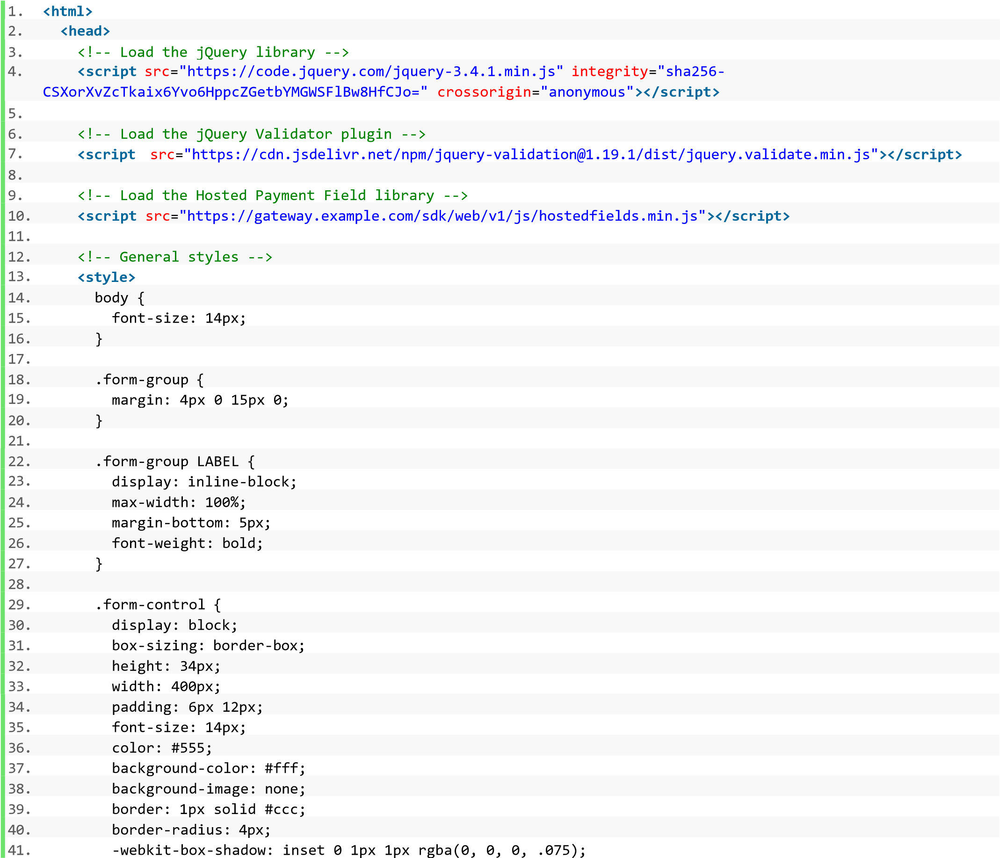 1. <html>
2. <head>
3. <!-- Load the jQuery library -->
4. <script src="https://code.jquery.com/jquery-3.4.1.min.js" integrity="sha256-
CSXorXvZcTkaix6Yvo6HppcZGetbYMGWSFlBw8HfCJo=" crossorigin="anonymous"></script>
5.
6. <!-- Load the jQuery Validator plugin -->
7. <script src="https://cdn.jsdelivr.net/npm/jquery-validation@1.19.1/dist/jquery.validate.min.js"></script>
8.
9. <!-- Load the Hosted Payment Field library -->
10. <script src="https://gateway.example.com/sdk/web/v1/js/hostedfields.min.js"></script>
11.
12. <!-- General styles -->
13. <style>
14. body {
15. font-size: 14px;
16. }
17.
18. .form-group {
19. margin: 4px 0 15px 0;
20. }
21.
22. .form-group LABEL {
23. display: inline-block;
24. max-width: 100%;
25. margin-bottom: 5px;
26. font-weight: bold;
27. }
28.
29. .form-control {
30. display: block;
31. box-sizing: border-box;
32. height: 34px;
33. width: 400px;
34. padding: 6px 12px;
35. font-size: 14px;
36. color: #555;
37. background-color: #fff;
38. background-image: none;
39. border: 1px solid #ccc;
40. border-radius: 4px;
41. -webkit-box-shadow: inset 0 1px 1px rgba(0, 0, 0, .075);